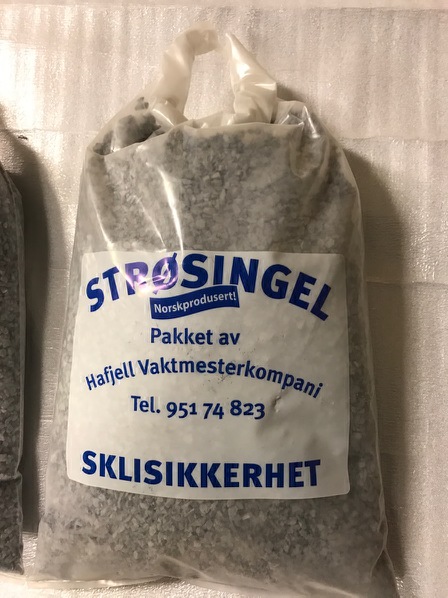 STRØSINGEL
Norskprodusert!
Pakket av
Hafjell Vaktmesterkompani
Tel. 951 74 823
SKLISIKKERHET